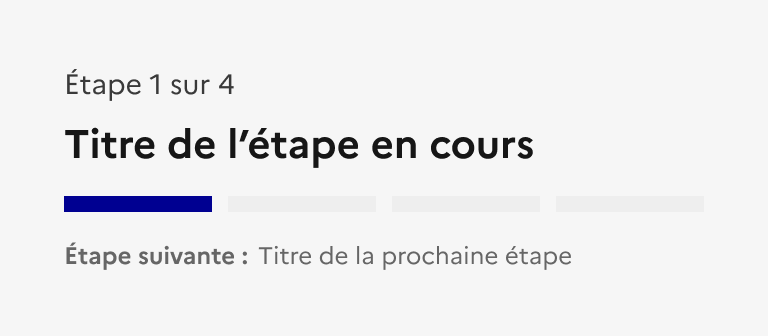 Étape 1 sur 4
Titre de l’étape en cours
Étape suivante : Titre de la prochaine étape